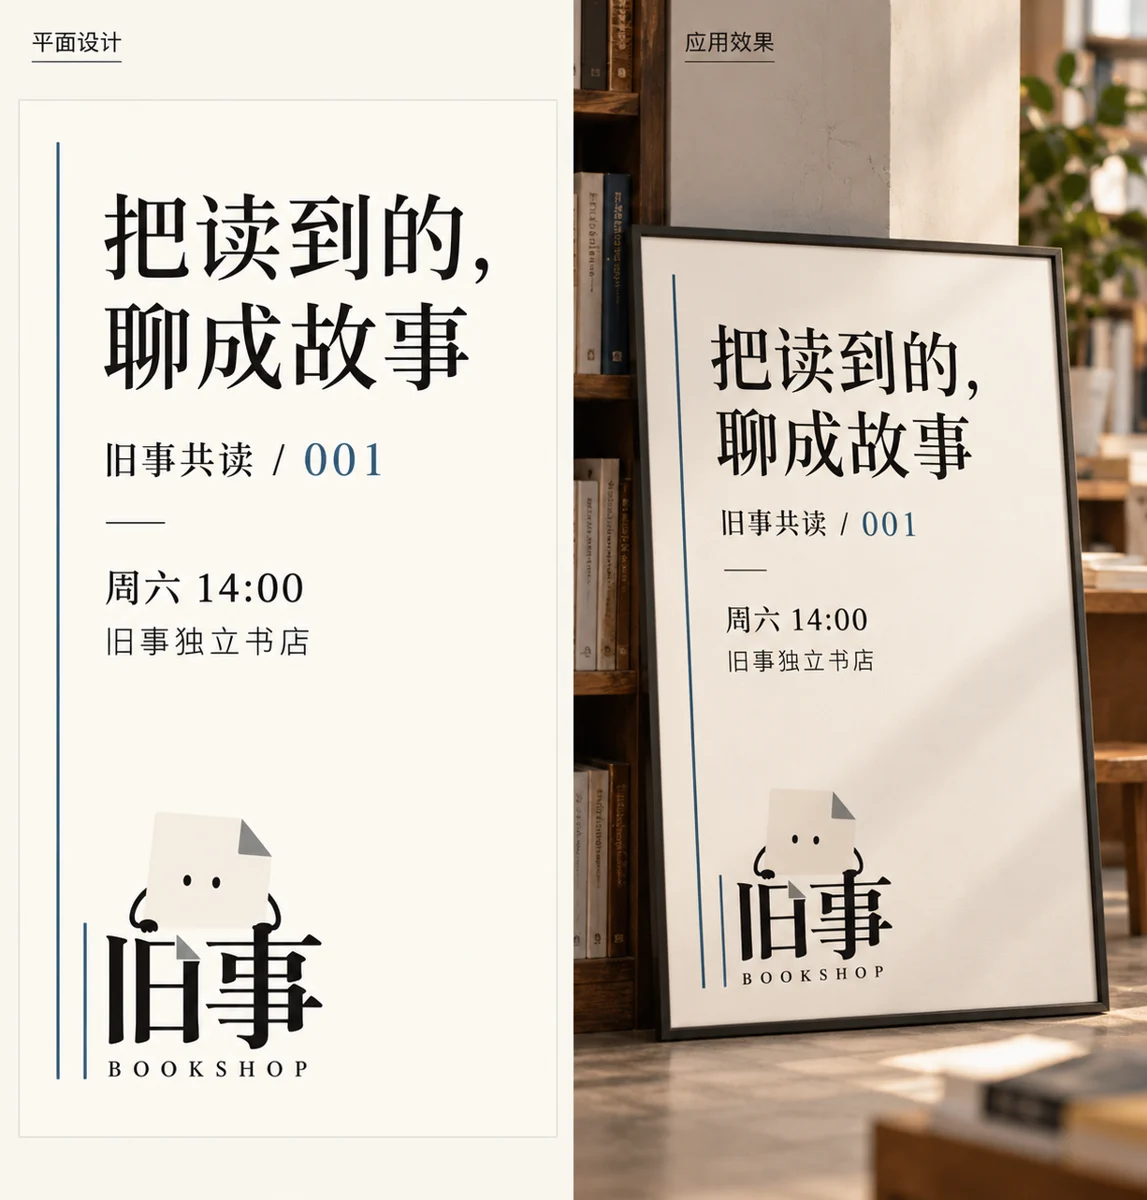 平面设计
把读到的,
聊成故事
旧事共读 / 001
周六 14:00
旧事独立书店
旧事
BOOKSHOP
应用效果
把读到的,
聊成故事
旧事共读 / 001
周六 14:00
旧事独立书店
旧事
BOOKSHOP